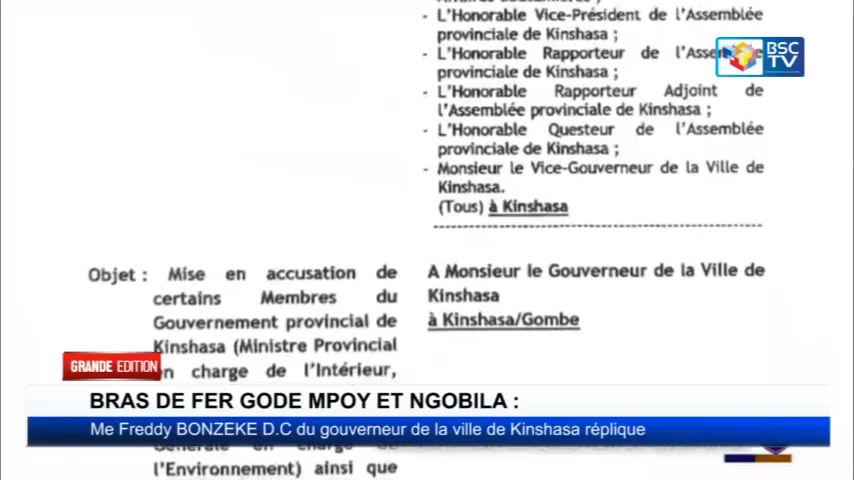 - L'Honorable Vice-Président de l'Assemblée
provinciale de Kinshasa ;
- L'Honorable Rapporteur de l'Assemblée
provinciale de Kinshasa ;
- L'Honorable Rapporteur Adjoint de
l'Assemblée provinciale de Kinshasa ;
- L'Honorable Questeur de l'Assemblée
provinciale de Kinshasa ;
- Monsieur le Vice-Gouverneur de la Ville de
Kinshasa.
(Tous) à Kinshasa
BSC
TV
Objet : Mise en accusation de
certains Membres du
Gouvernement provincial de
Kinshasa (Ministre Provincial
en charge de l'Intérieur,
l'Environnement) ainsi que
A Monsieur le Gouverneur de la Ville de
Kinshasa
à Kinshasa/Gombe
GRANDE EDITION
BRAS DE FER GODE MPOY ET NGOBILA :
Me Freddy BONZEKE D.C du gouverneur de la ville de Kinshasa réplique